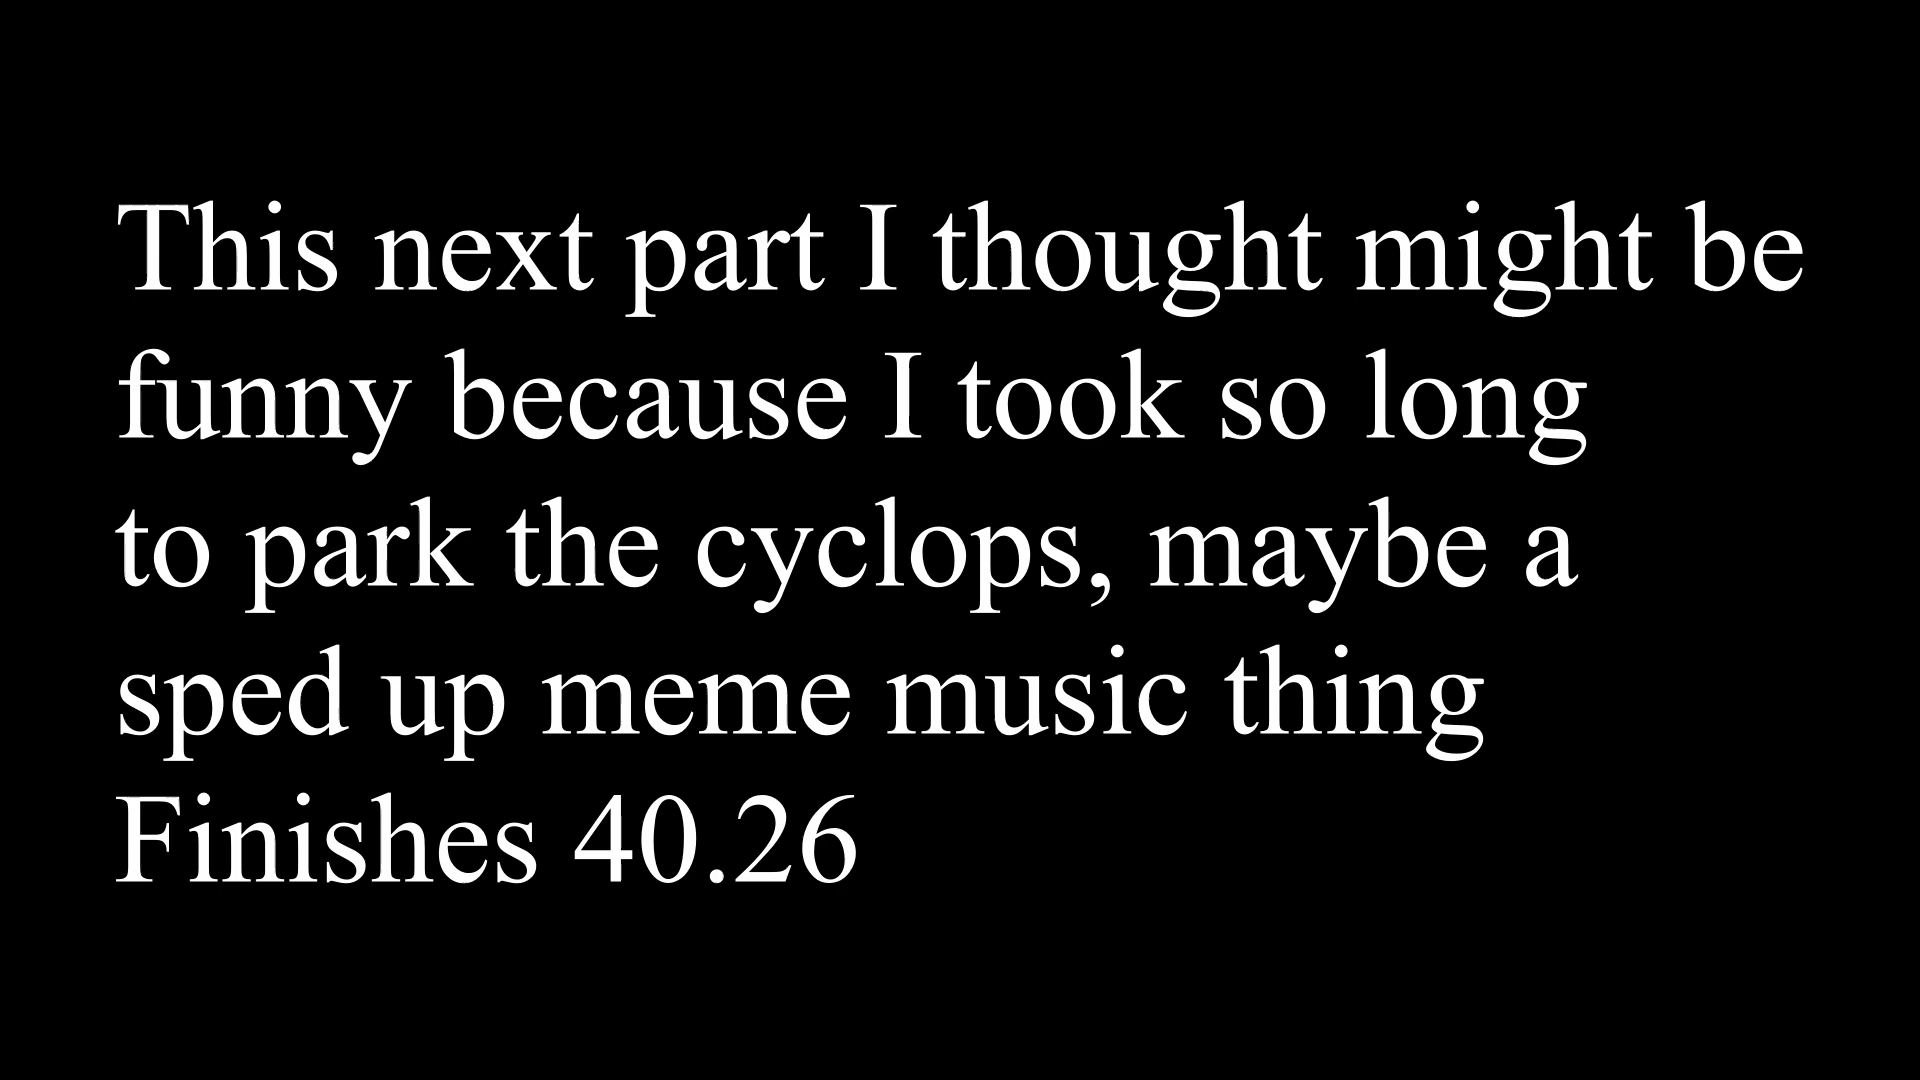 This next part I thought might be
funny because I took so long
to park the cyclops, maybe a
sped up meme music thing
Finishes 40.26